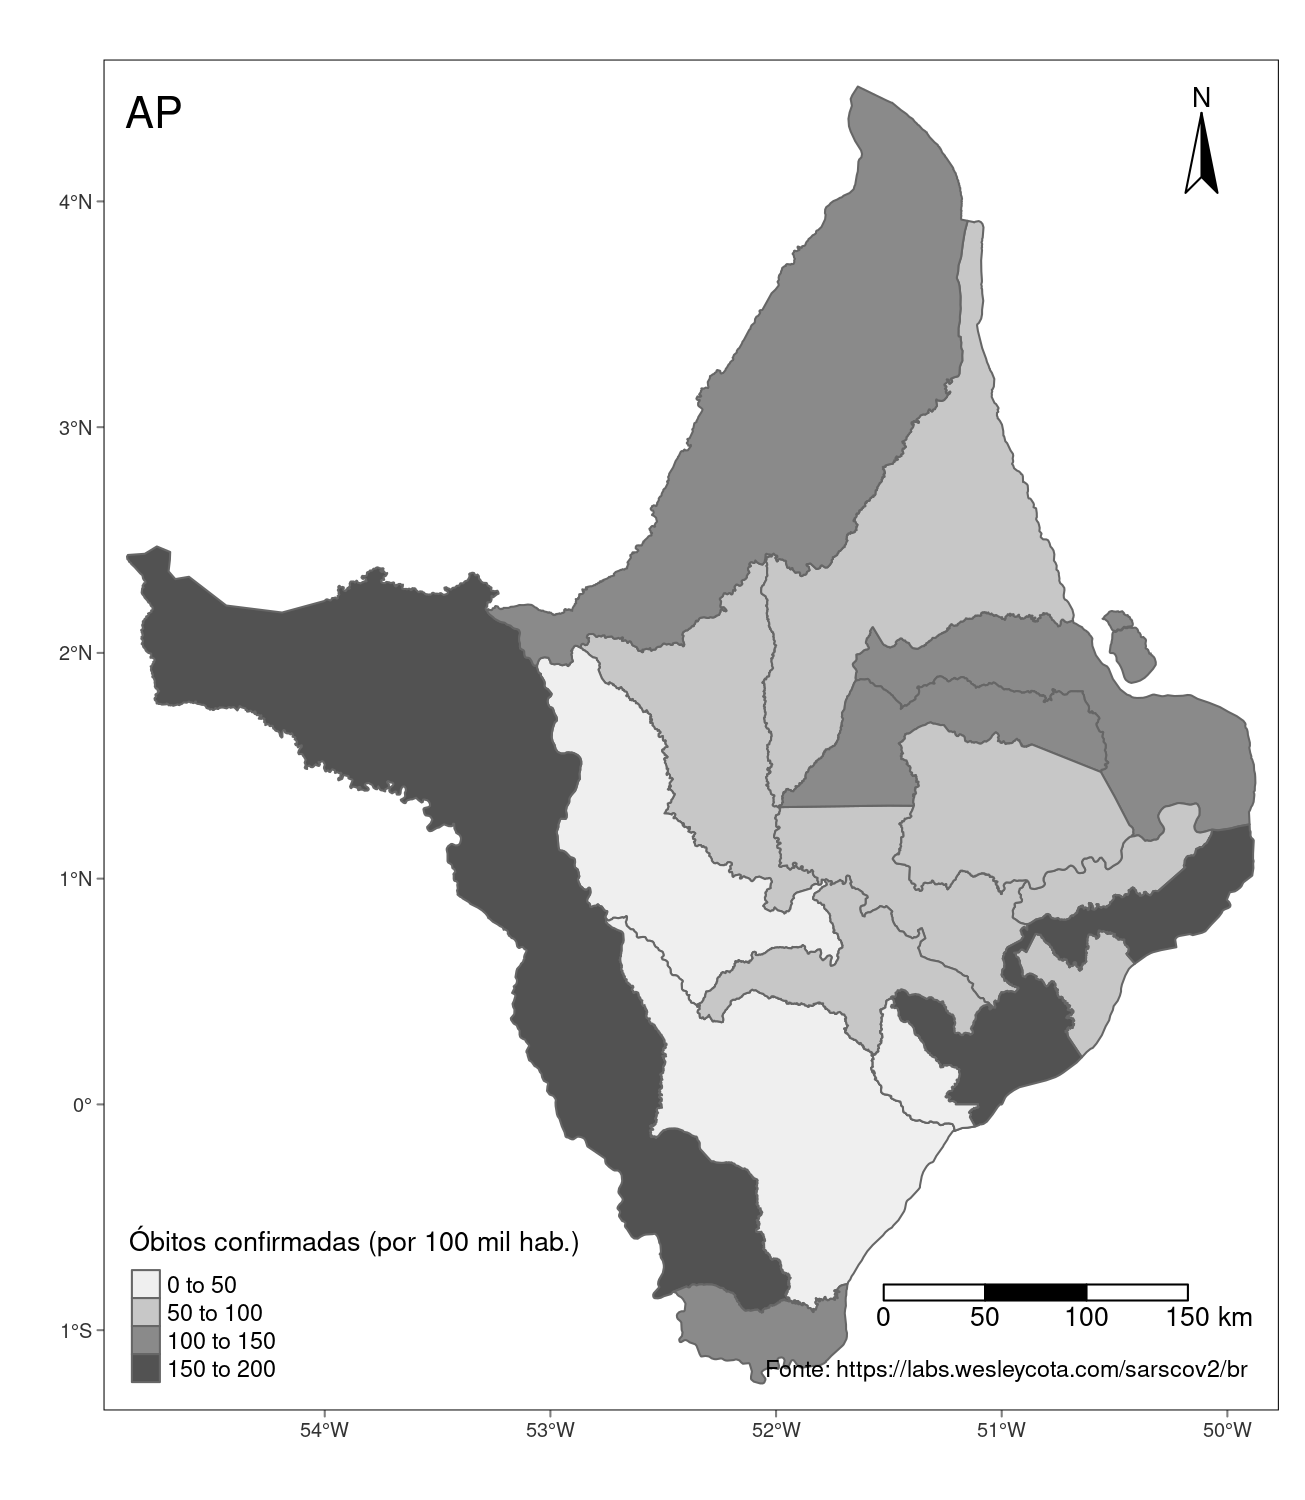 AP
N
4°N
3°N
2°N
1°N
0°
1°S
Óbitos confirmadas (por 100 mil hab.)
0 to 50
50 to 100
100 to 150
150 to 200
0 50 100 150 km
Fonte: https://labs.wesleycota.com/sarscov2/br
54°W 53°W 52°W 51°W 50°W